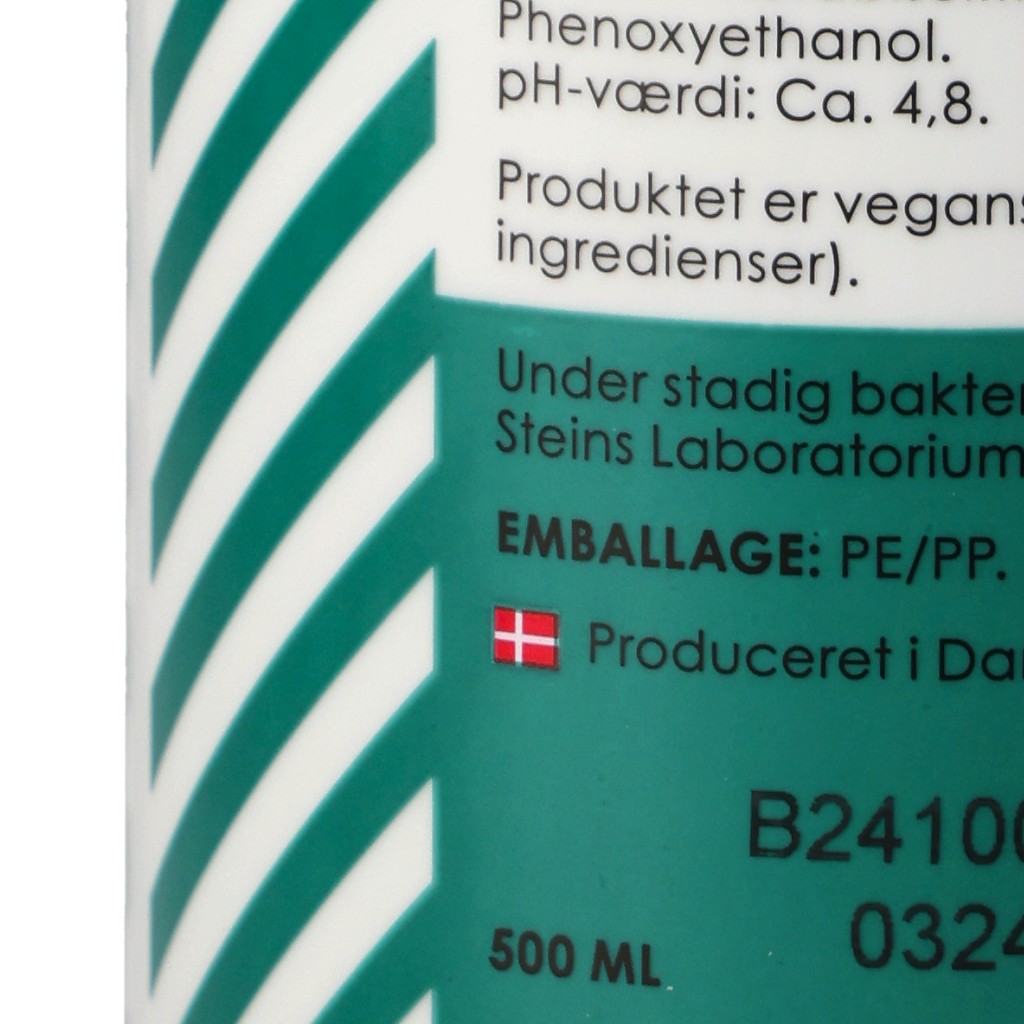 Phenoxyethanol.
pH-værdi: Ca. 4,8.
Produktet er vegans
ingredienser).
Under stadig bakter
Steins Laboratorium
EMBALLAGE: PE/PP.
Produceret i Da
B24100
0324
500 ML